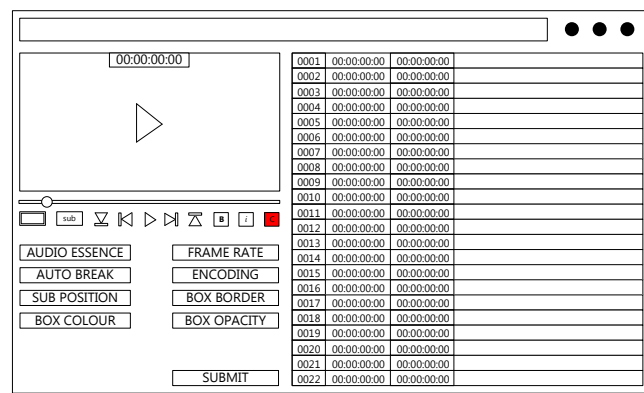 00:00:00:00
sub B i C
AUDIO ESSENCE FRAME RATE
AUTO BREAK ENCODING
SUB POSITION BOX BORDER
BOX COLOUR BOX OPACITY
SUBMIT
0001 00:00:00:00 00:00:00:00
0002 00:00:00:00 00:00:00:00
0003 00:00:00:00 00:00:00:00
0004 00:00:00:00 00:00:00:00
0005 00:00:00:00 00:00:00:00
0006 00:00:00:00 00:00:00:00
0007 00:00:00:00 00:00:00:00
0008 00:00:00:00 00:00:00:00
0009 00:00:00:00 00:00:00:00
0010 00:00:00:00 00:00:00:00
0011 00:00:00:00 00:00:00:00
0012 00:00:00:00 00:00:00:00
0013 00:00:00:00 00:00:00:00
0014 00:00:00:00 00:00:00:00
0015 00:00:00:00 00:00:00:00
0016 00:00:00:00 00:00:00:00
0017 00:00:00:00 00:00:00:00
0018 00:00:00:00 00:00:00:00
0019 00:00:00:00 00:00:00:00
0020 00:00:00:00 00:00:00:00
0021 00:00:00:00 00:00:00:00
0022 00:00:00:00 00:00:00:00